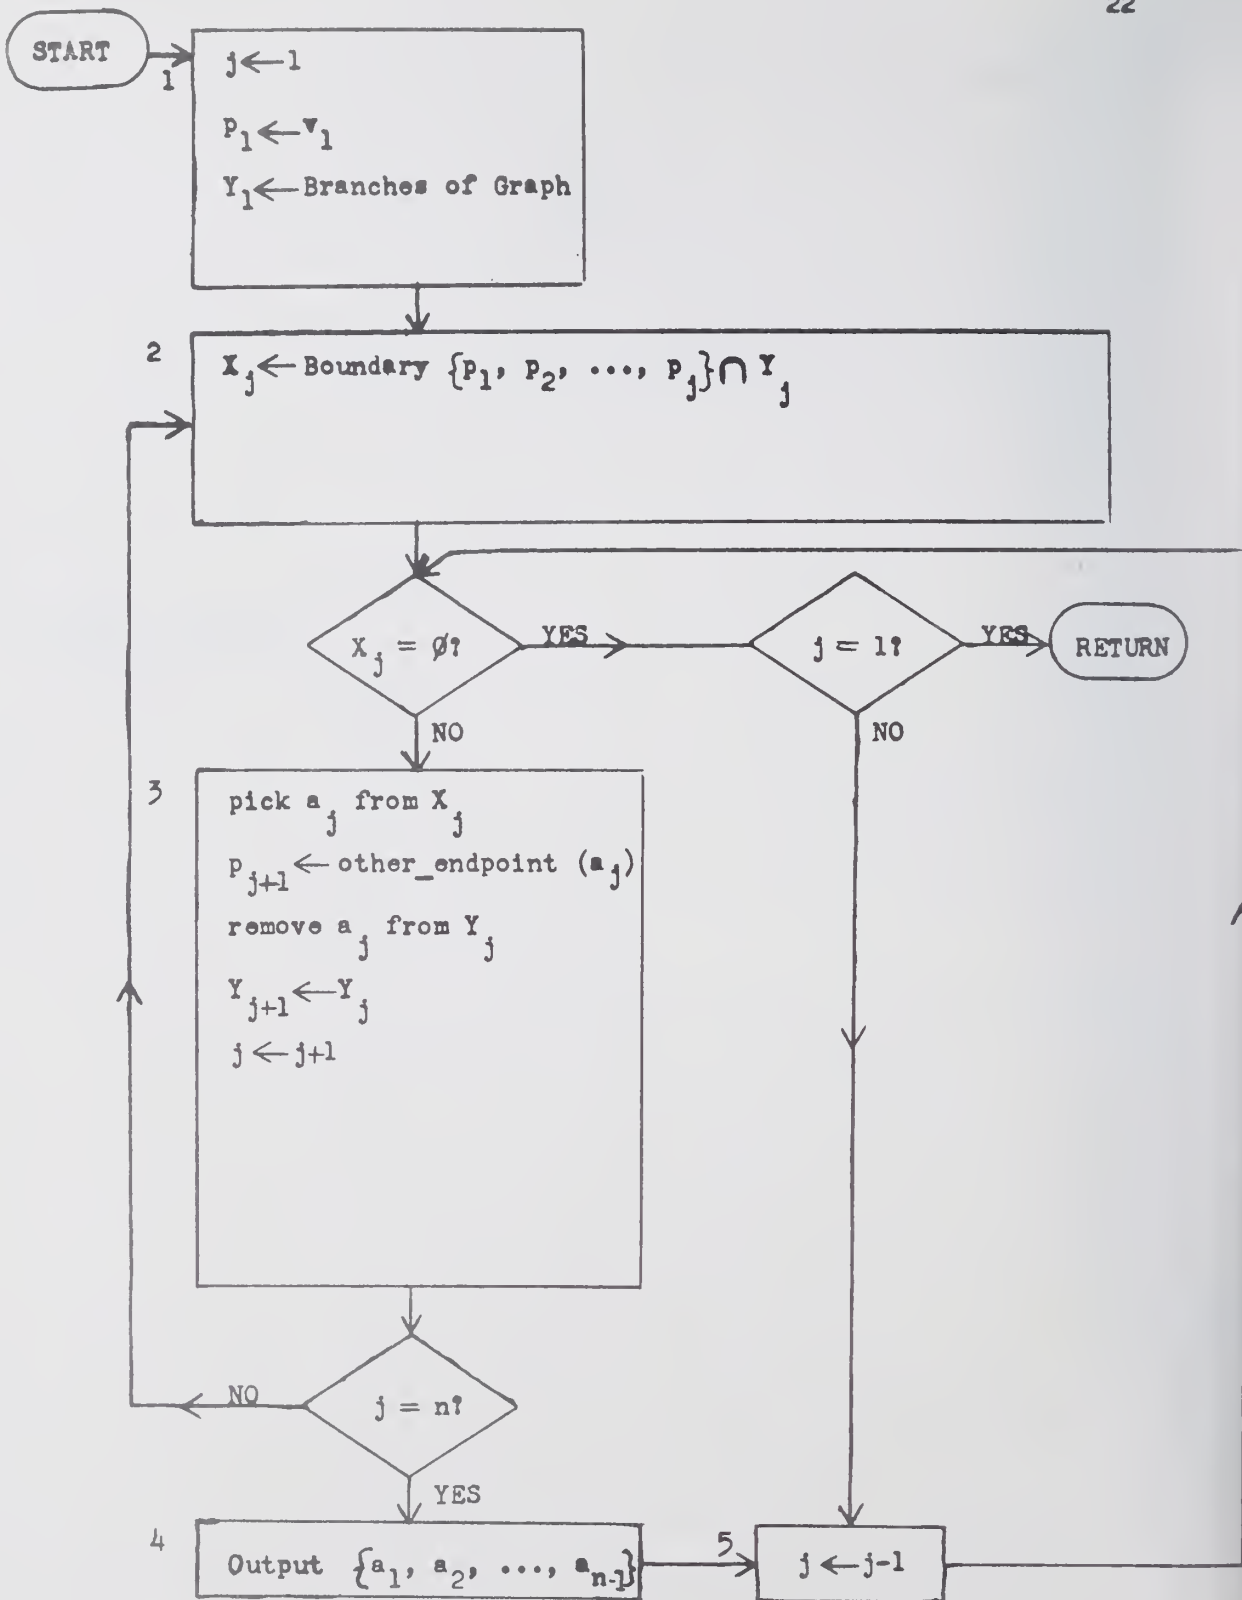 22
START
1
j←1
p₁←v₁
Y₁←Branches of Graph
2
Xⱼ←Boundary {p₁, p₂, ..., pⱼ}∩ Yⱼ
Xⱼ = Ø?
YES
j = 1?
YES
RETURN
NO
NO
3
pick aⱼ from Xⱼ
pⱼ₊₁←other_endpoint (aⱼ)
remove aⱼ from Yⱼ
Yⱼ₊₁←Yⱼ
j←j+1
NO
j = n?
YES
4
Output {a₁, a₂, ..., aₙ₋₁}
5
j←j-1